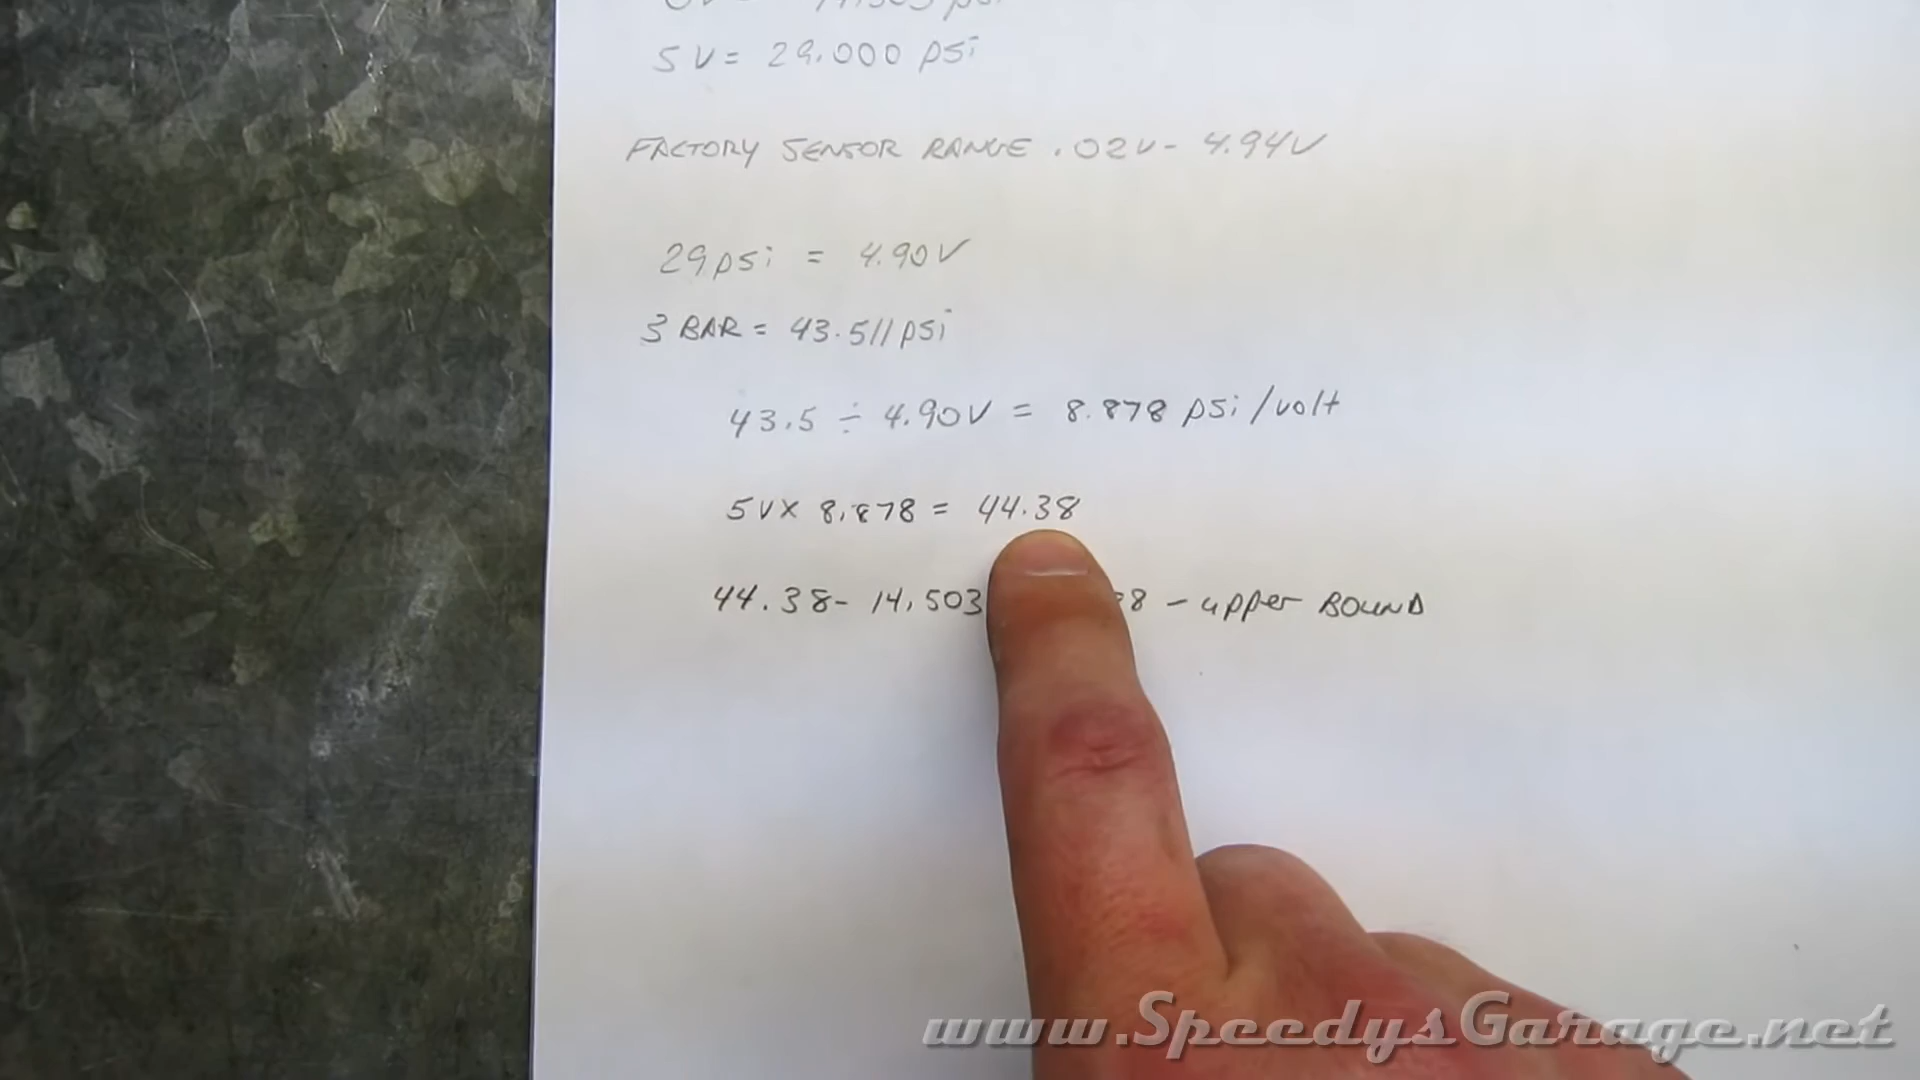 5V = 29.000 psi
FACTORY SENSOR RANGE .02V - 4.94V
29psi = 4.90V
3 BAR = 43.511psi
43.5 ÷ 4.90V = 8.878 psi/volt
5V X 8.878 = 44.38
44.38 - 14.503 8 - upper BOUND
www.SpeedysGarage.net